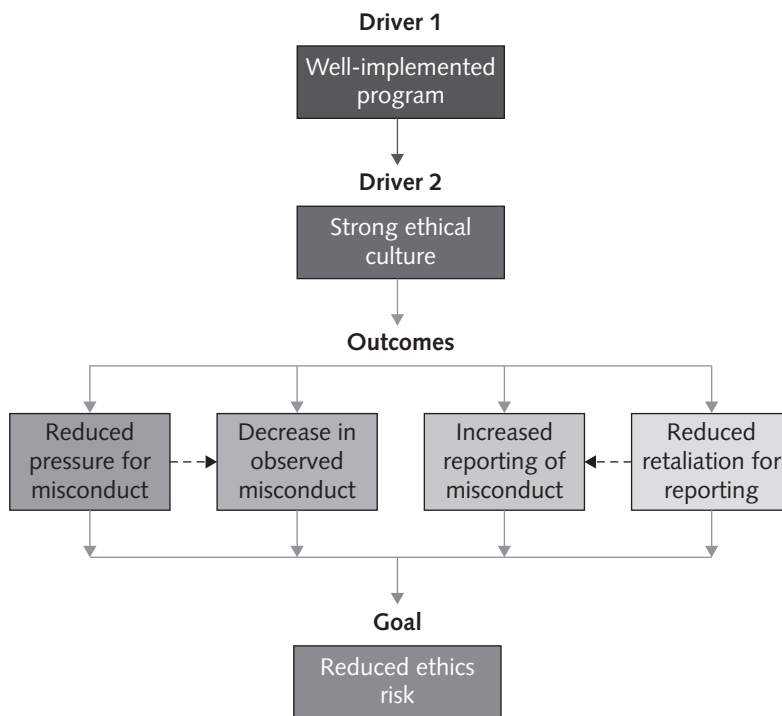 Driver 1
Well-implemented
program
Driver 2
Strong ethical
culture
Outcomes
Reduced
pressure for
misconduct
Decrease in
observed
misconduct
Increased
reporting of
misconduct
Reduced
retaliation for
reporting
Goal
Reduced ethics
risk